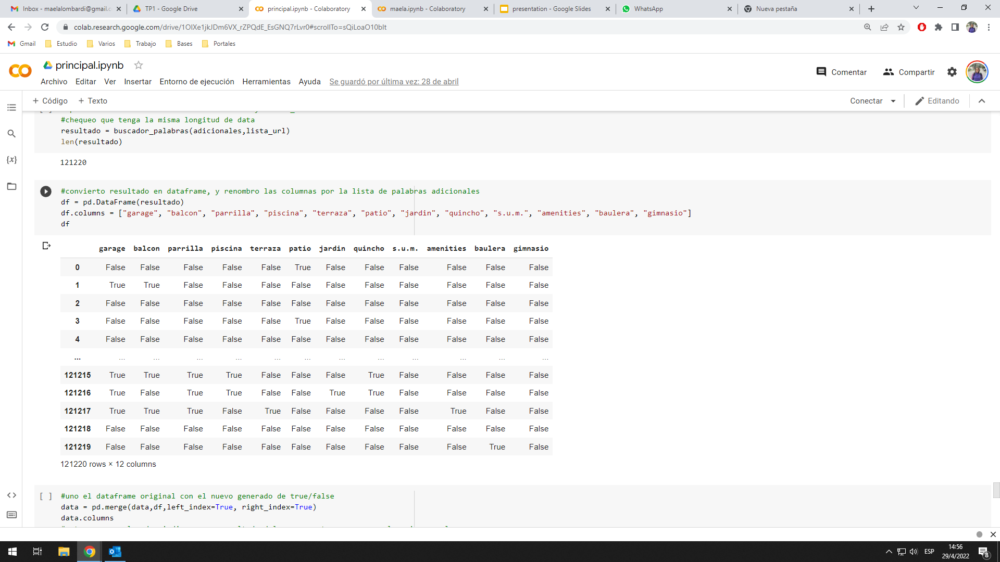 Inbox - maelalombardi@gmail.c
TP1 - Google Drive
principal.ipynb - Colaboratory
maela.ipynb - Colaboratory
presentation - Google Slides
WhatsApp
Nueva pestaña
colab.research.google.com/drive/1OlXe1jkJDm6VX_rZPQdE_EsGNQ7rLvr0#scrollTo=sQiLoaO10bIt
Gmail
Estudio
Varios
Trabajo
Bases
Portales
principal.ipynb
Comentar
Compartir
Archivo Editar Ver Insertar Entorno de ejecución Herramientas Ayuda Se guardó por última vez: 28 de abril
+ Código + Texto
Conectar
Editando
#chequeo que tenga la misma longitud de data
resultado = buscador_palabras(adicionales,lista_url)
len(resultado)
121220
#convierto resultado en dataframe, y renombro las columnas por la lista de palabras adicionales
df = pd.DataFrame(resultado)
df.columns = ["garage", "balcon", "parrilla", "piscina", "terraza", "patio", "jardin", "quincho", "s.u.m.", "amenities", "baulera", "gimnasio"]
df
garage balcon parrilla piscina terraza patio jardin quincho s.u.m. amenities baulera gimnasio
0 False False False False False True False False False False False False
1 True True False False False False False False False False False False
2 False False False False False False False False False False False False
3 False False False False False True False False False False False False
4 False False False False False False False False False False False False
... ... ... ... ... ... ... ... ... ... ... ... ...
121215 True True True True False False False True False False False False
121216 True False True True False False True True False False False False
121217 True True True False True False False False False True False False
121218 False False False False False False False False False False False False
121219 False False False False False False False False False False True False
121220 rows × 12 columns
[ ] #uno el dataframe original con el nuevo generado de true/false
data = pd.merge(data,df,left_index=True, right_index=True)
data.columns
ESP
14:56
29/4/2022
8